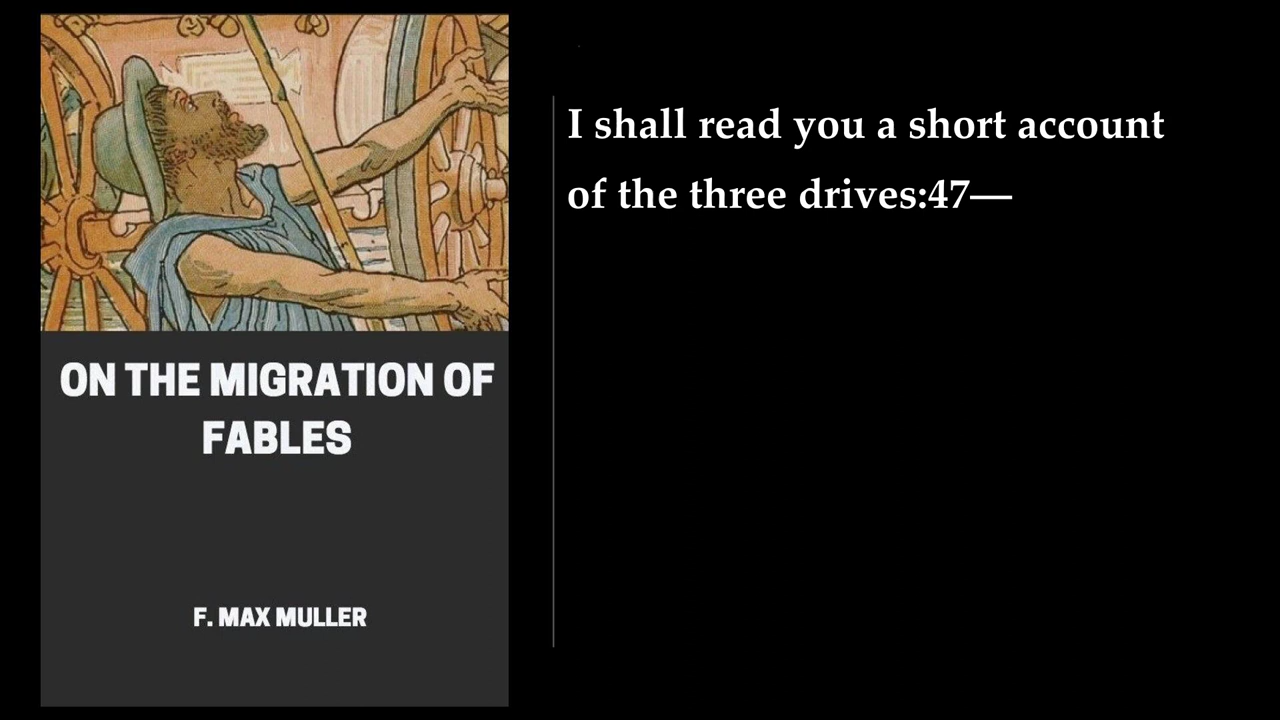 ON THE MIGRATION OF
FABLES
F. MAX MULLER
I shall read you a short account
of the three drives:47—